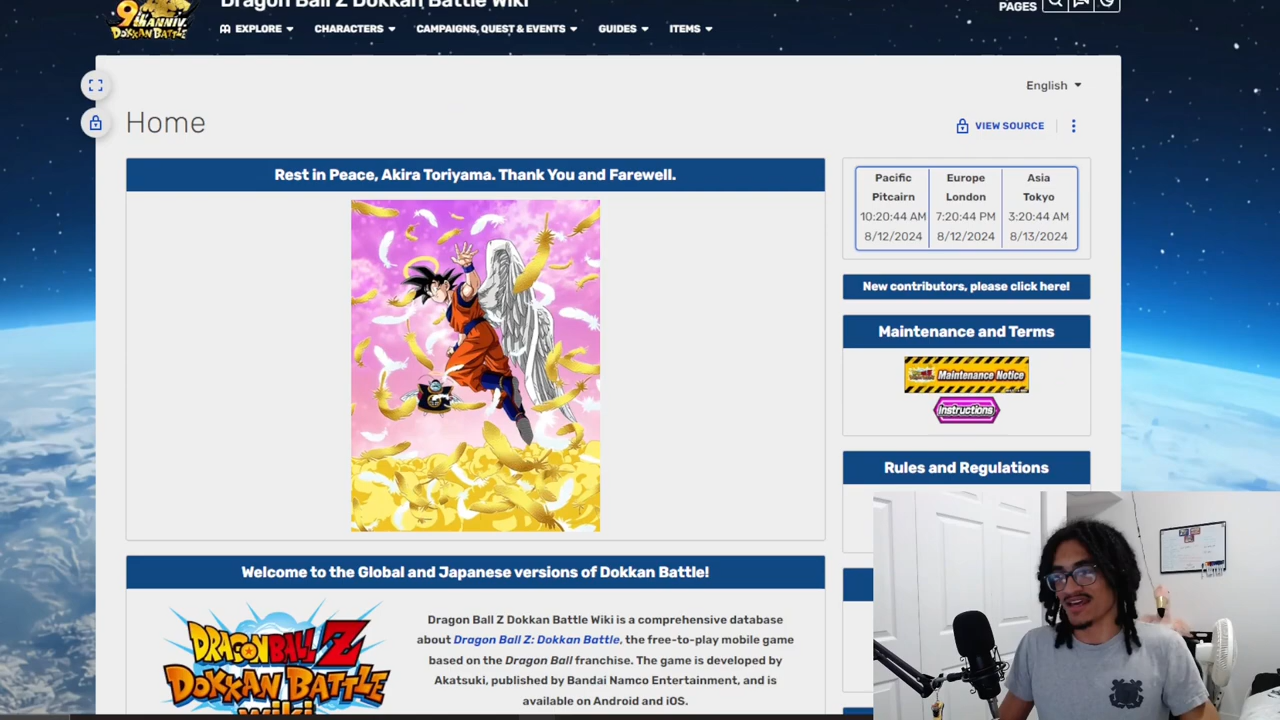 Dragon Ball Z Dokkan Battle Wiki
PAGES
9th ANNIV.
DOKKAN BATTLE
EXPLORE
CHARACTERS
CAMPAIGNS, QUEST & EVENTS
GUIDES
ITEMS
English
Home
VIEW SOURCE
Rest in Peace, Akira Toriyama. Thank You and Farewell.
Pacific Europe Asia
Pitcairn London Tokyo
10:20:44 AM 7:20:44 PM 3:20:44 AM
8/12/2024 8/12/2024 8/13/2024
New contributors, please click here!
Maintenance and Terms
Maintenance Notice
Instructions
Rules and Regulations
Welcome to the Global and Japanese versions of Dokkan Battle!
DRAGON BALL Z
DOKKAN BATTLE
wiki
Dragon Ball Z Dokkan Battle Wiki is a comprehensive database
about Dragon Ball Z: Dokkan Battle, the free-to-play mobile game
based on the Dragon Ball franchise. The game is developed by
Akatsuki, published by Bandai Namco Entertainment, and is
available on Android and iOS.